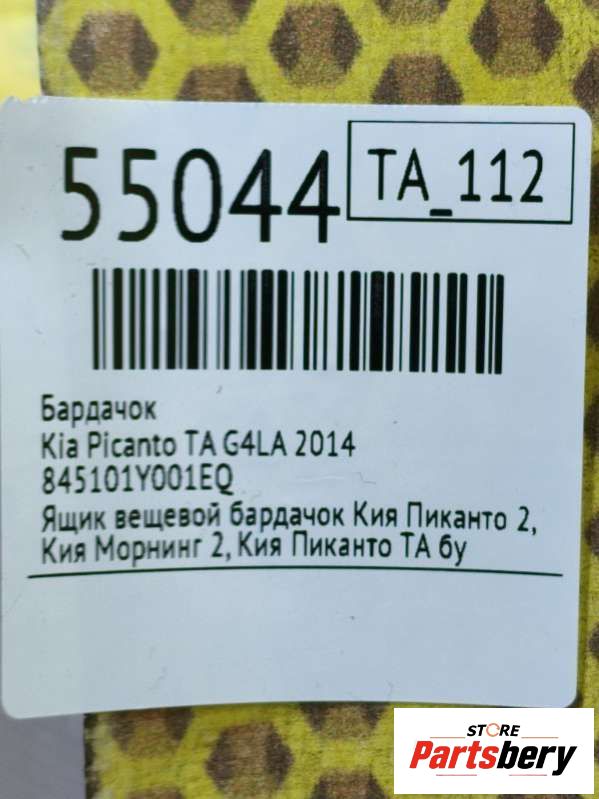 55044
TA_112
Бардачок
Kia Picanto TA G4LA 2014
845101Y001EQ
Ящик вещевой бардачок Кия Пиканто 2,
Кия Морнинг 2, Кия Пиканто ТА бу
STORE
Partsbery